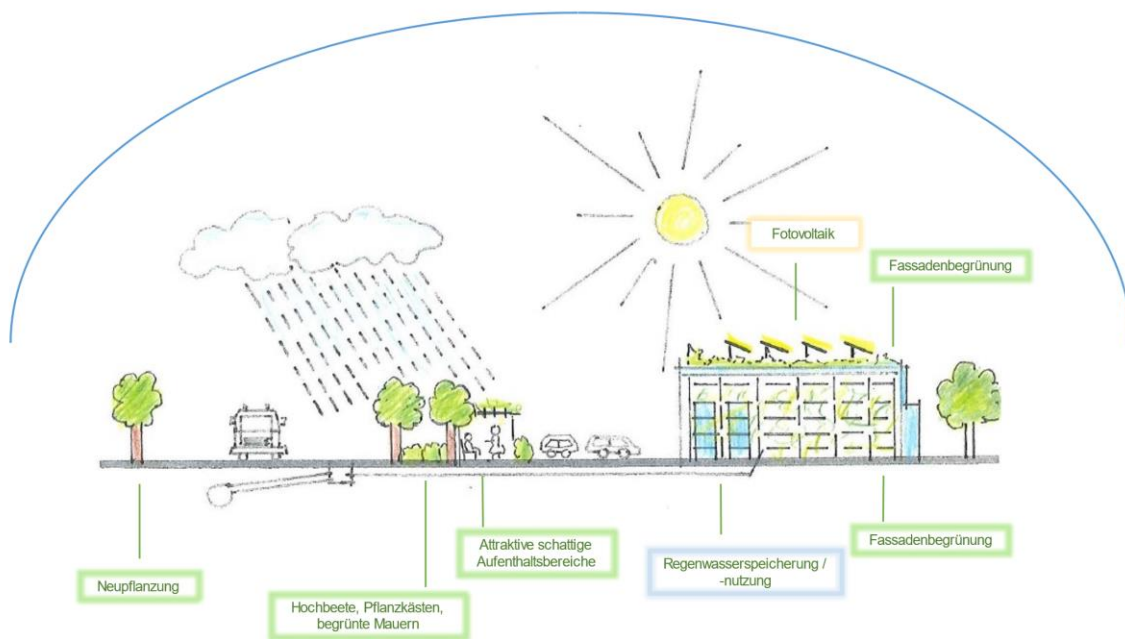 Fotovoltaik
Fassadenbegrünung
Attraktive schattige
Aufenthaltsbereiche
Regenwasserspeicherung /
-nutzung
Fassadenbegrünung
Neupflanzung
Hochbeete, Pflanzkästen,
begrünte Mauern